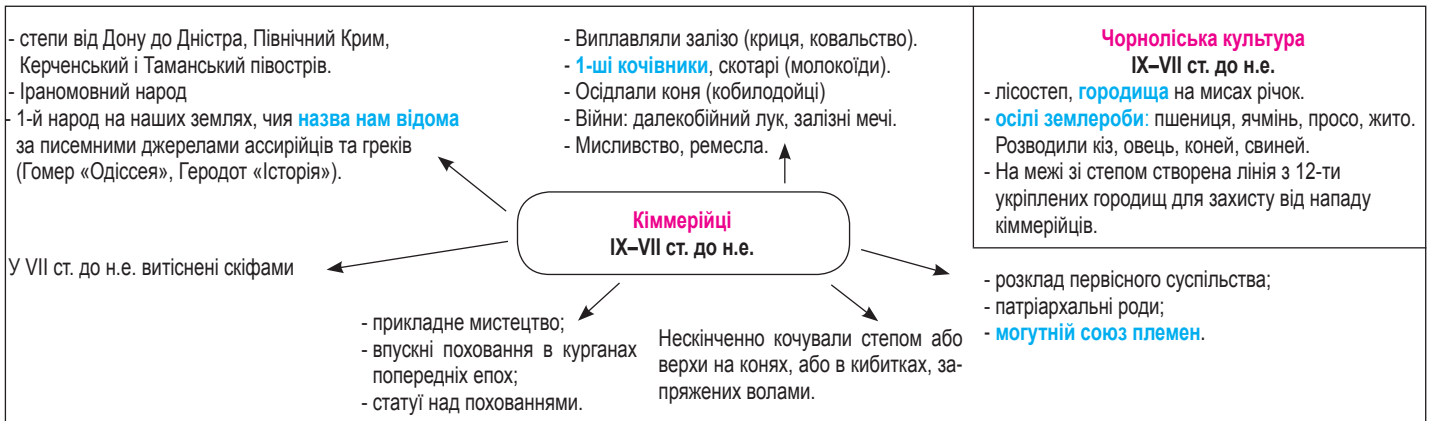 - степи від Дону до Дністра, Північний Крим,
Керченський і Таманський півострів.
- Іраномовний народ
- 1-й народ на наших землях, чия назва нам відома
за писемними джерелами ассирійців та греків
(Гомер «Одіссея», Геродот «Історія»).
- Виплавляли залізо (криця, ковальство).
- 1-ші кочівники, скотарі (молокоїди).
- Осідлали коня (кобилодойці)
- Війни: далекобійний лук, залізні мечі.
- Мисливство, ремесла.
Чорноліська культура
IX–VII ст. до н.е.
- лісостеп, городища на мисах річок.
- осілі землероби: пшениця, ячмінь, просо, жито.
Розводили кіз, овець, коней, свиней.
- На межі зі степом створена лінія з 12-ти
укріплених городищ для захисту від нападу
кіммерійців.
Кіммерійці
IX–VII ст. до н.е.
У VII ст. до н.е. витіснені скіфами
- прикладне мистецтво;
- впускні поховання в курганах
попередніх епох;
- статуї над похованнями.
Нескінченно кочували степом або
верхи на конях, або в кибитках, за-
пряжених волами.
- розклад первісного суспільства;
- патріархальні роди;
- могутній союз племен.